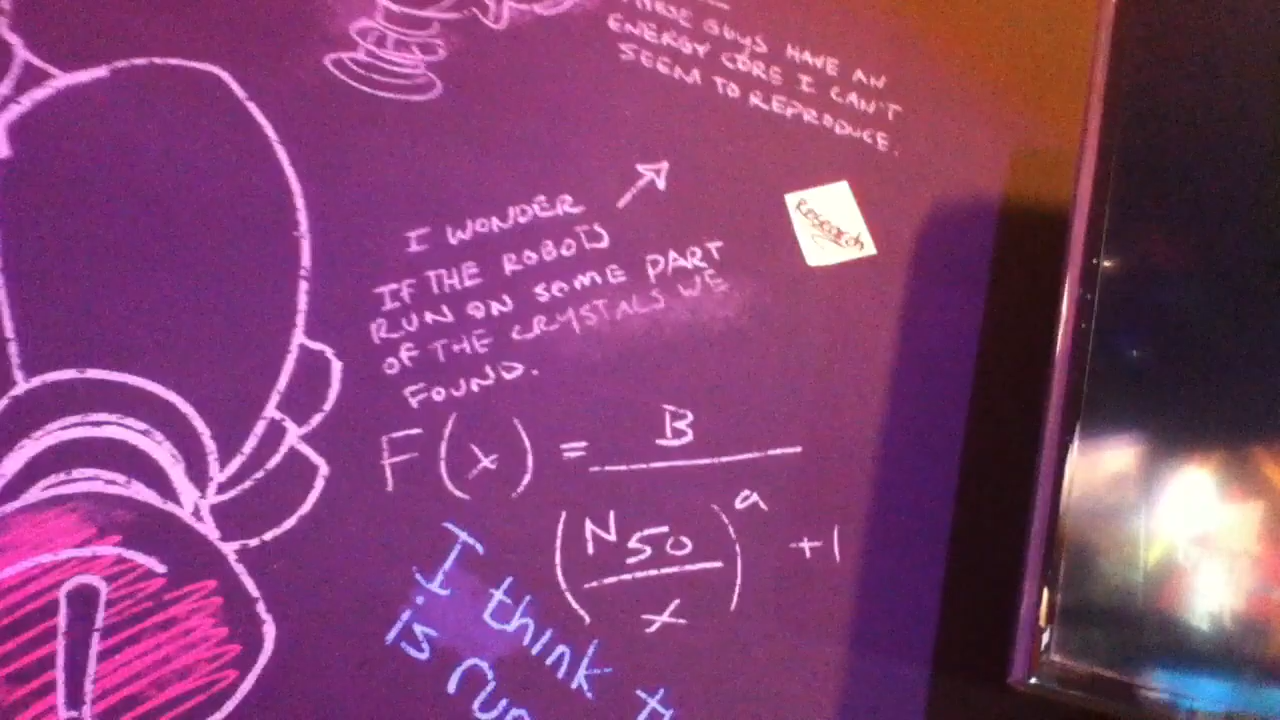 THESE GUYS HAVE AN
ENERGY CORE I CAN'T
SEEM TO REPRODUCE.
Research
I WONDER
IF THE ROBOTS
RUN ON SOME PART
OF THE CRYSTALS WE
FOUND.
F(x) = B
(N50)^a +1
x
I think
is